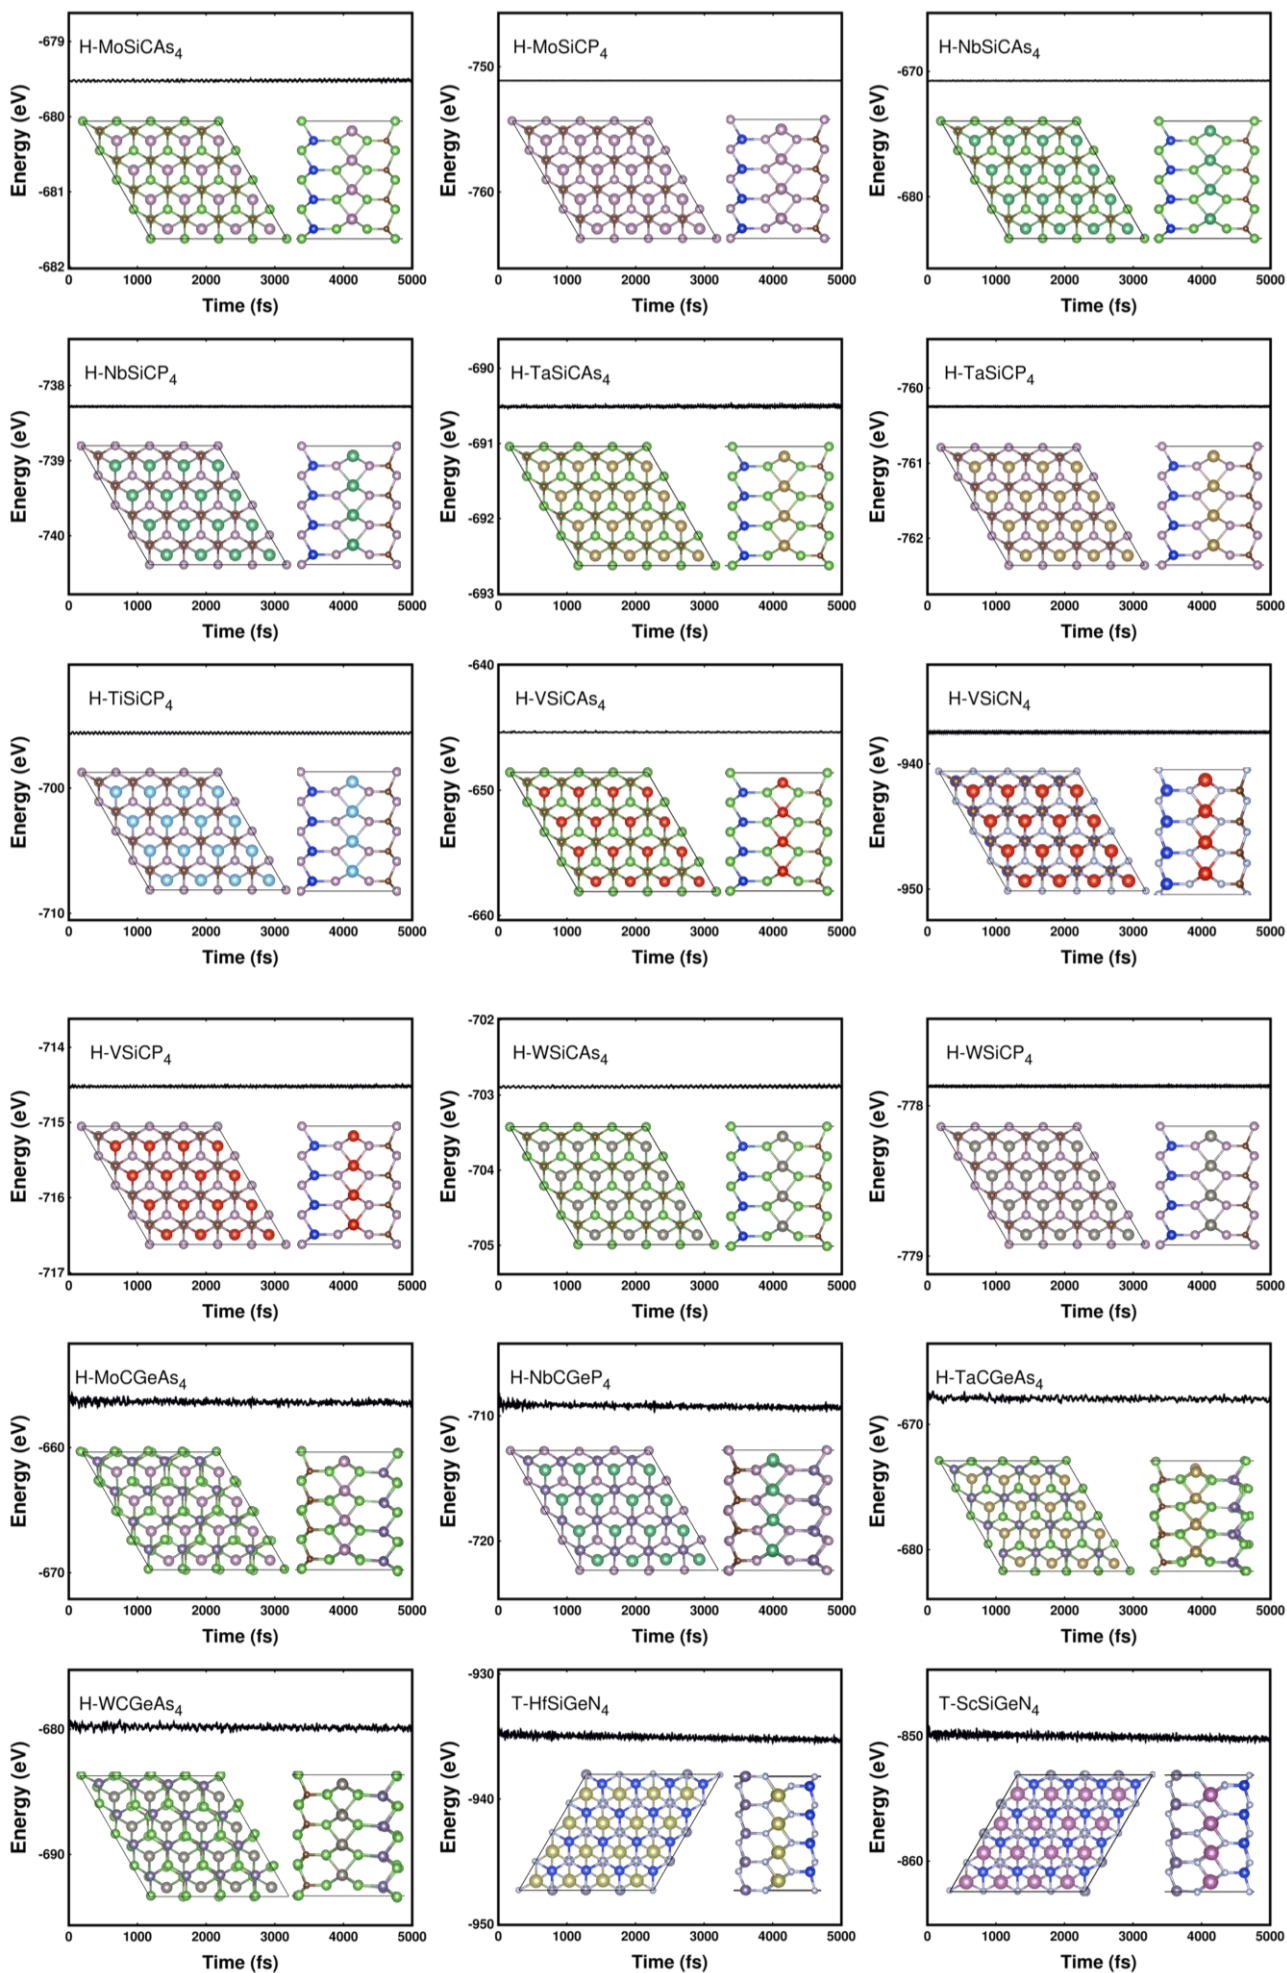 H-MoSiCAs4
Energy (eV)
-679
-680
-681
-682
0 1000 2000 3000 4000 5000
Time (fs)
H-MoSiCP4
Energy (eV)
-750
-760
0 1000 2000 3000 4000 5000
Time (fs)
H-NbSiCAs4
Energy (eV)
-670
-680
0 1000 2000 3000 4000 5000
Time (fs)
H-NbSiCP4
Energy (eV)
-738
-739
-740
0 1000 2000 3000 4000 5000
Time (fs)
H-TaSiCAs4
Energy (eV)
-690
-691
-692
-693
0 1000 2000 3000 4000 5000
Time (fs)
H-TaSiCP4
Energy (eV)
-760
-761
-762
0 1000 2000 3000 4000 5000
Time (fs)
H-TiSiCP4
Energy (eV)
-700
-710
0 1000 2000 3000 4000 5000
Time (fs)
H-VSiCAs4
Energy (eV)
-640
-650
-660
0 1000 2000 3000 4000 5000
Time (fs)
H-VSiCN4
Energy (eV)
-940
-950
0 1000 2000 3000 4000 5000
Time (fs)
H-VSiCP4
Energy (eV)
-714
-715
-716
-717
0 1000 2000 3000 4000 5000
Time (fs)
H-WSiCAs4
Energy (eV)
-702
-703
-704
-705
0 1000 2000 3000 4000 5000
Time (fs)
H-WSiCP4
Energy (eV)
-778
-779
0 1000 2000 3000 4000 5000
Time (fs)
H-MoCGeAs4
Energy (eV)
-660
-670
0 1000 2000 3000 4000 5000
Time (fs)
H-NbCGeP4
Energy (eV)
-710
-720
0 1000 2000 3000 4000 5000
Time (fs)
H-TaCGeAs4
Energy (eV)
-670
-680
0 1000 2000 3000 4000 5000
Time (fs)
H-WCGeAs4
Energy (eV)
-680
-690
0 1000 2000 3000 4000 5000
Time (fs)
T-HfSiGeN4
Energy (eV)
-930
-940
-950
0 1000 2000 3000 4000 5000
Time (fs)
T-ScSiGeN4
Energy (eV)
-850
-860
0 1000 2000 3000 4000 5000
Time (fs)